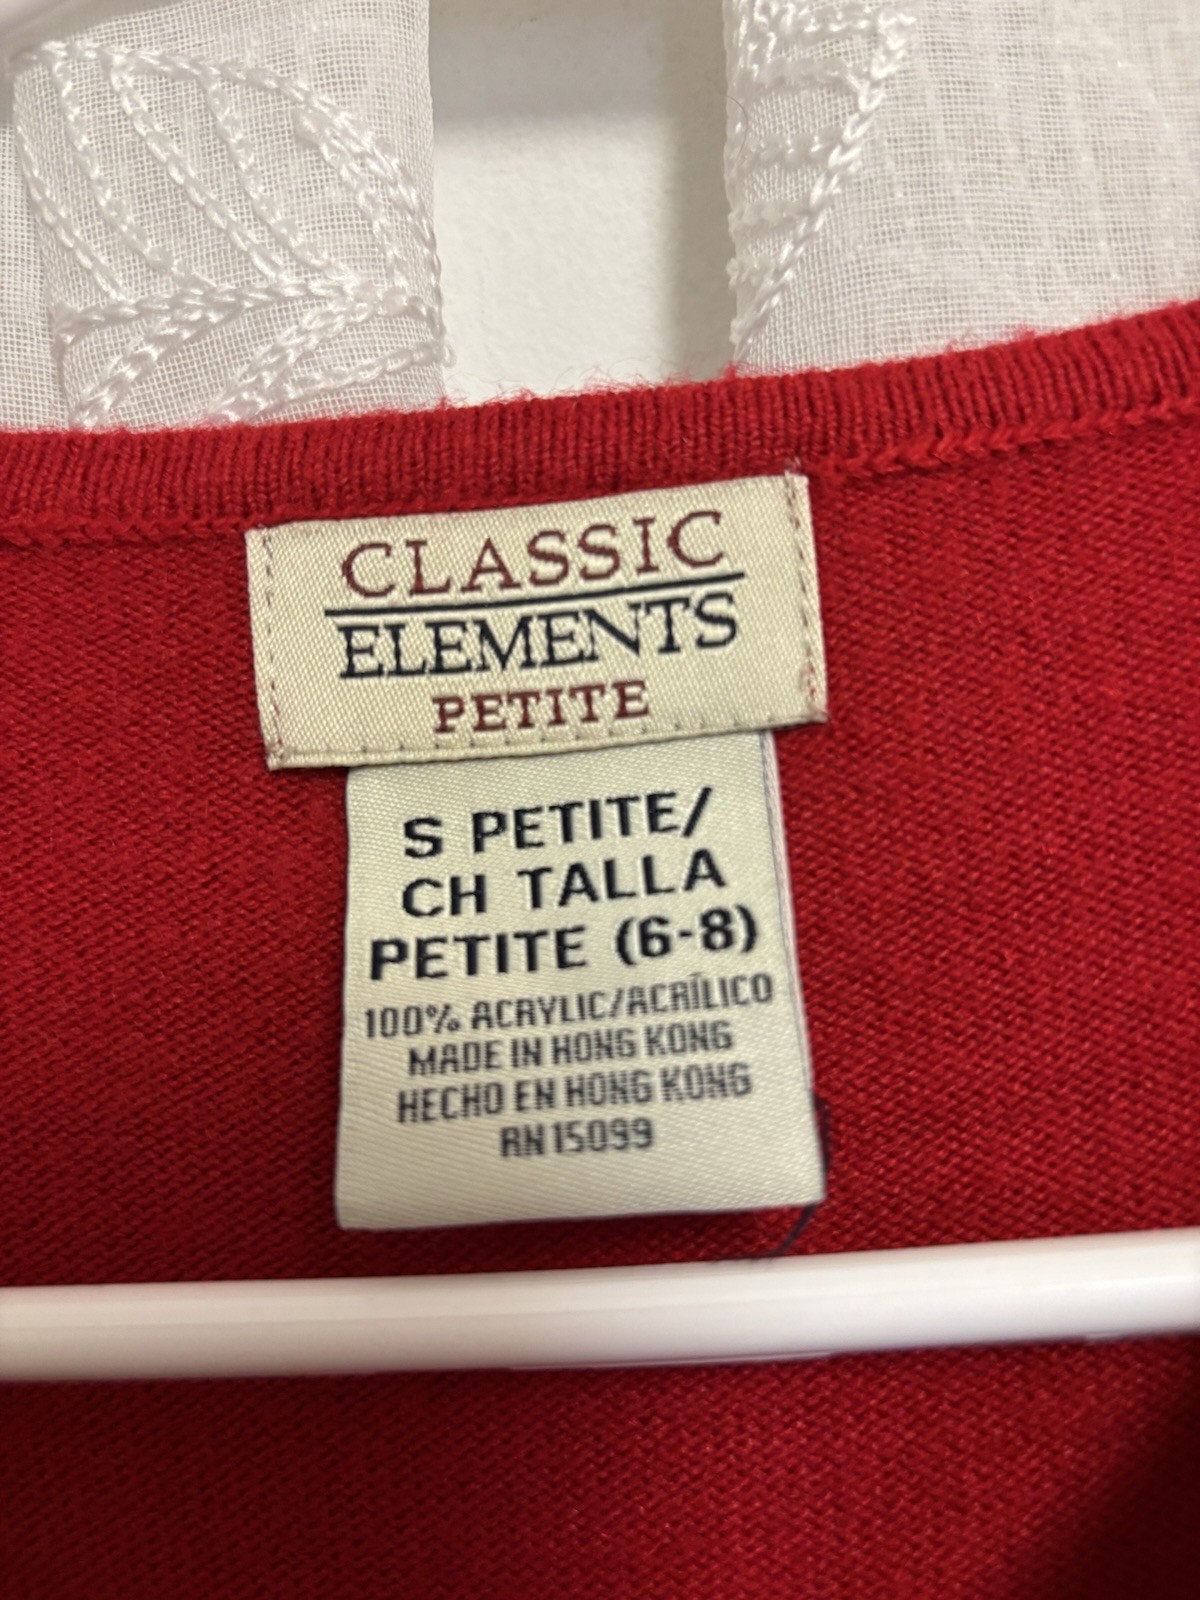 CLASSIC
ELEMENTS
PETITE
S PETITE/
CH TALLA
PETITE (6-8)
100% ACRYLIC/ACRÍLICO
MADE IN HONG KONG
HECHO EN HONG KONG
RN 15099